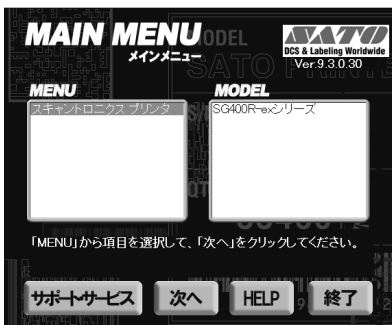 MAIN MENU
メインメニュー
SATO
DCS & Labeling Worldwide
Ver.9.3.0.30
MENU
MODEL
スキャントロニクス プリンタ
SG400R-exシリーズ
「MENU」から項目を選択して、「次へ」をクリックしてください。
サポートサービス
次へ
HELP
終了